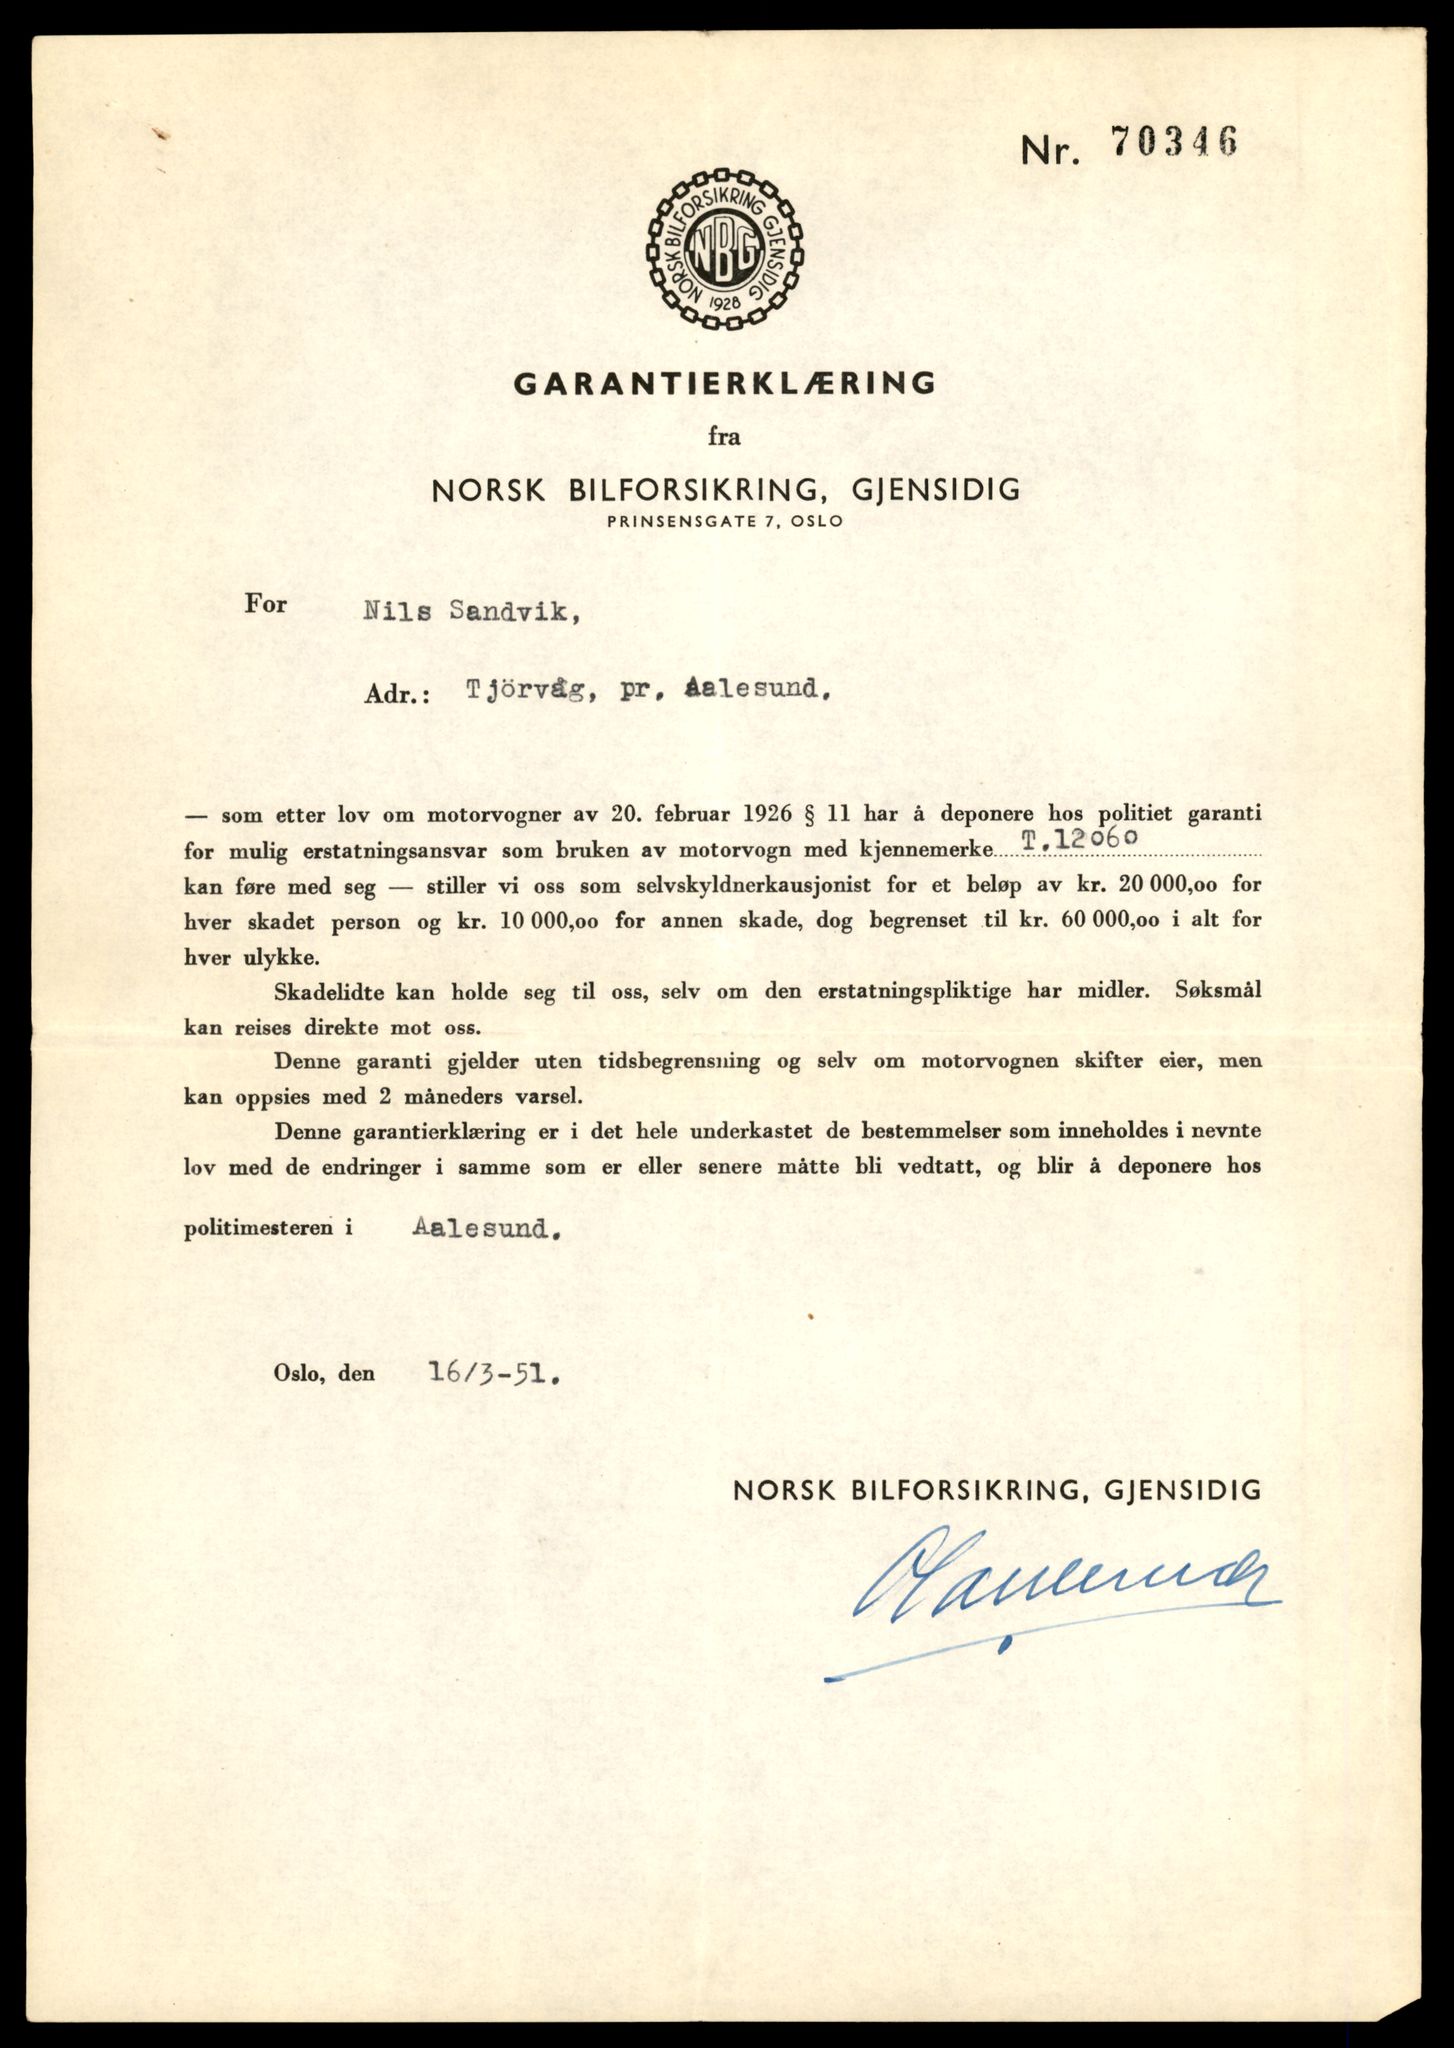 Nr. 70346
NORSK BILFORSIKRING GJENSIDIG
NBG
1928
GARANTIERKLÆRING
fra
NORSK BILFORSIKRING, GJENSIDIG
PRINSENSGATE 7, OSLO
For Nils Sandvik,
Adr.: Tjörvåg, pr. Aalesund.
— som etter lov om motorvogner av 20. februar 1926 § 11 har å deponere hos politiet garanti
for mulig erstatningsansvar som bruken av motorvogn med kjennemerke T.12060
kan føre med seg — stiller vi oss som selvskyldnerkausjonist for et beløp av kr. 20 000,oo for
hver skadet person og kr. 10 000,oo for annen skade, dog begrenset til kr. 60 000,oo i alt for
hver ulykke.
Skadelidte kan holde seg til oss, selv om den erstatningspliktige har midler. Søksmål
kan reises direkte mot oss.
Denne garanti gjelder uten tidsbegrensning og selv om motorvognen skifter eier, men
kan oppsies med 2 måneders varsel.
Denne garantierklæring er i det hele underkastet de bestemmelser som inneholdes i nevnte
lov med de endringer i samme som er eller senere måtte bli vedtatt, og blir å deponere hos
politimesteren i Aalesund.
Oslo, den 16/3-51.
NORSK BILFORSIKRING, GJENSIDIG